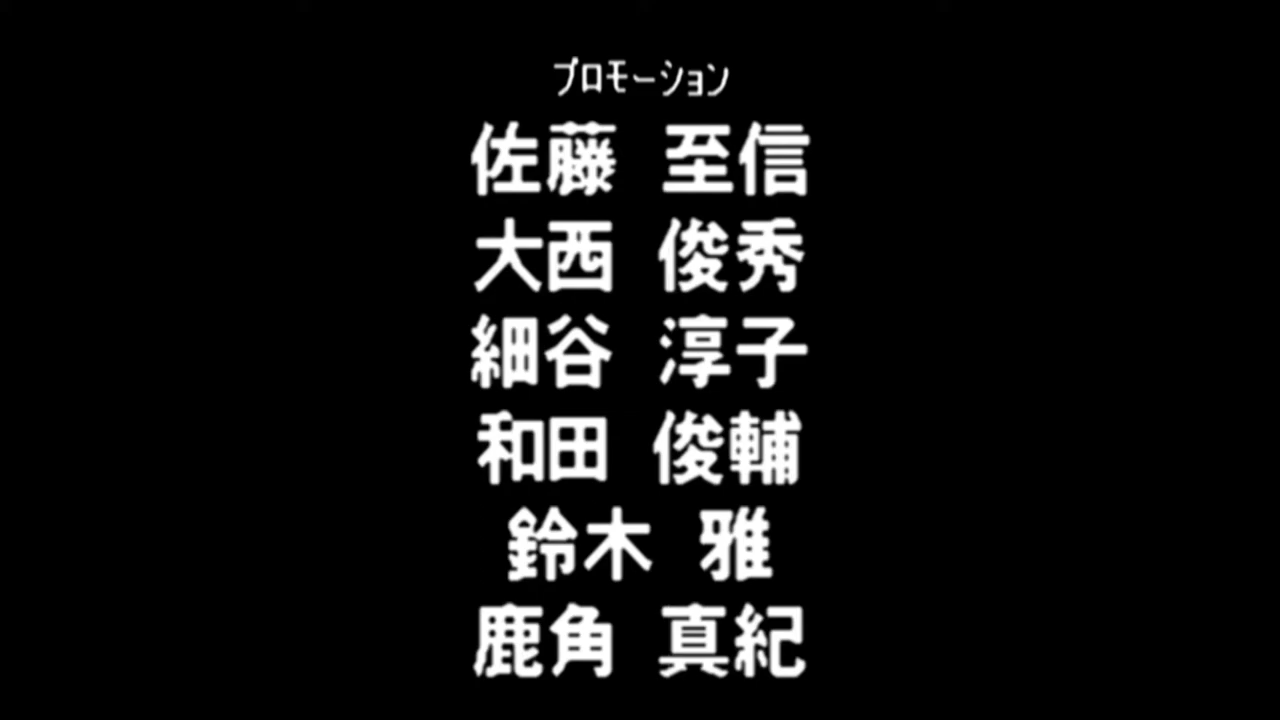 プロモーション
佐藤 至信
大西 俊秀
細谷 淳子
和田 俊輔
鈴木 雅
鹿角 真紀